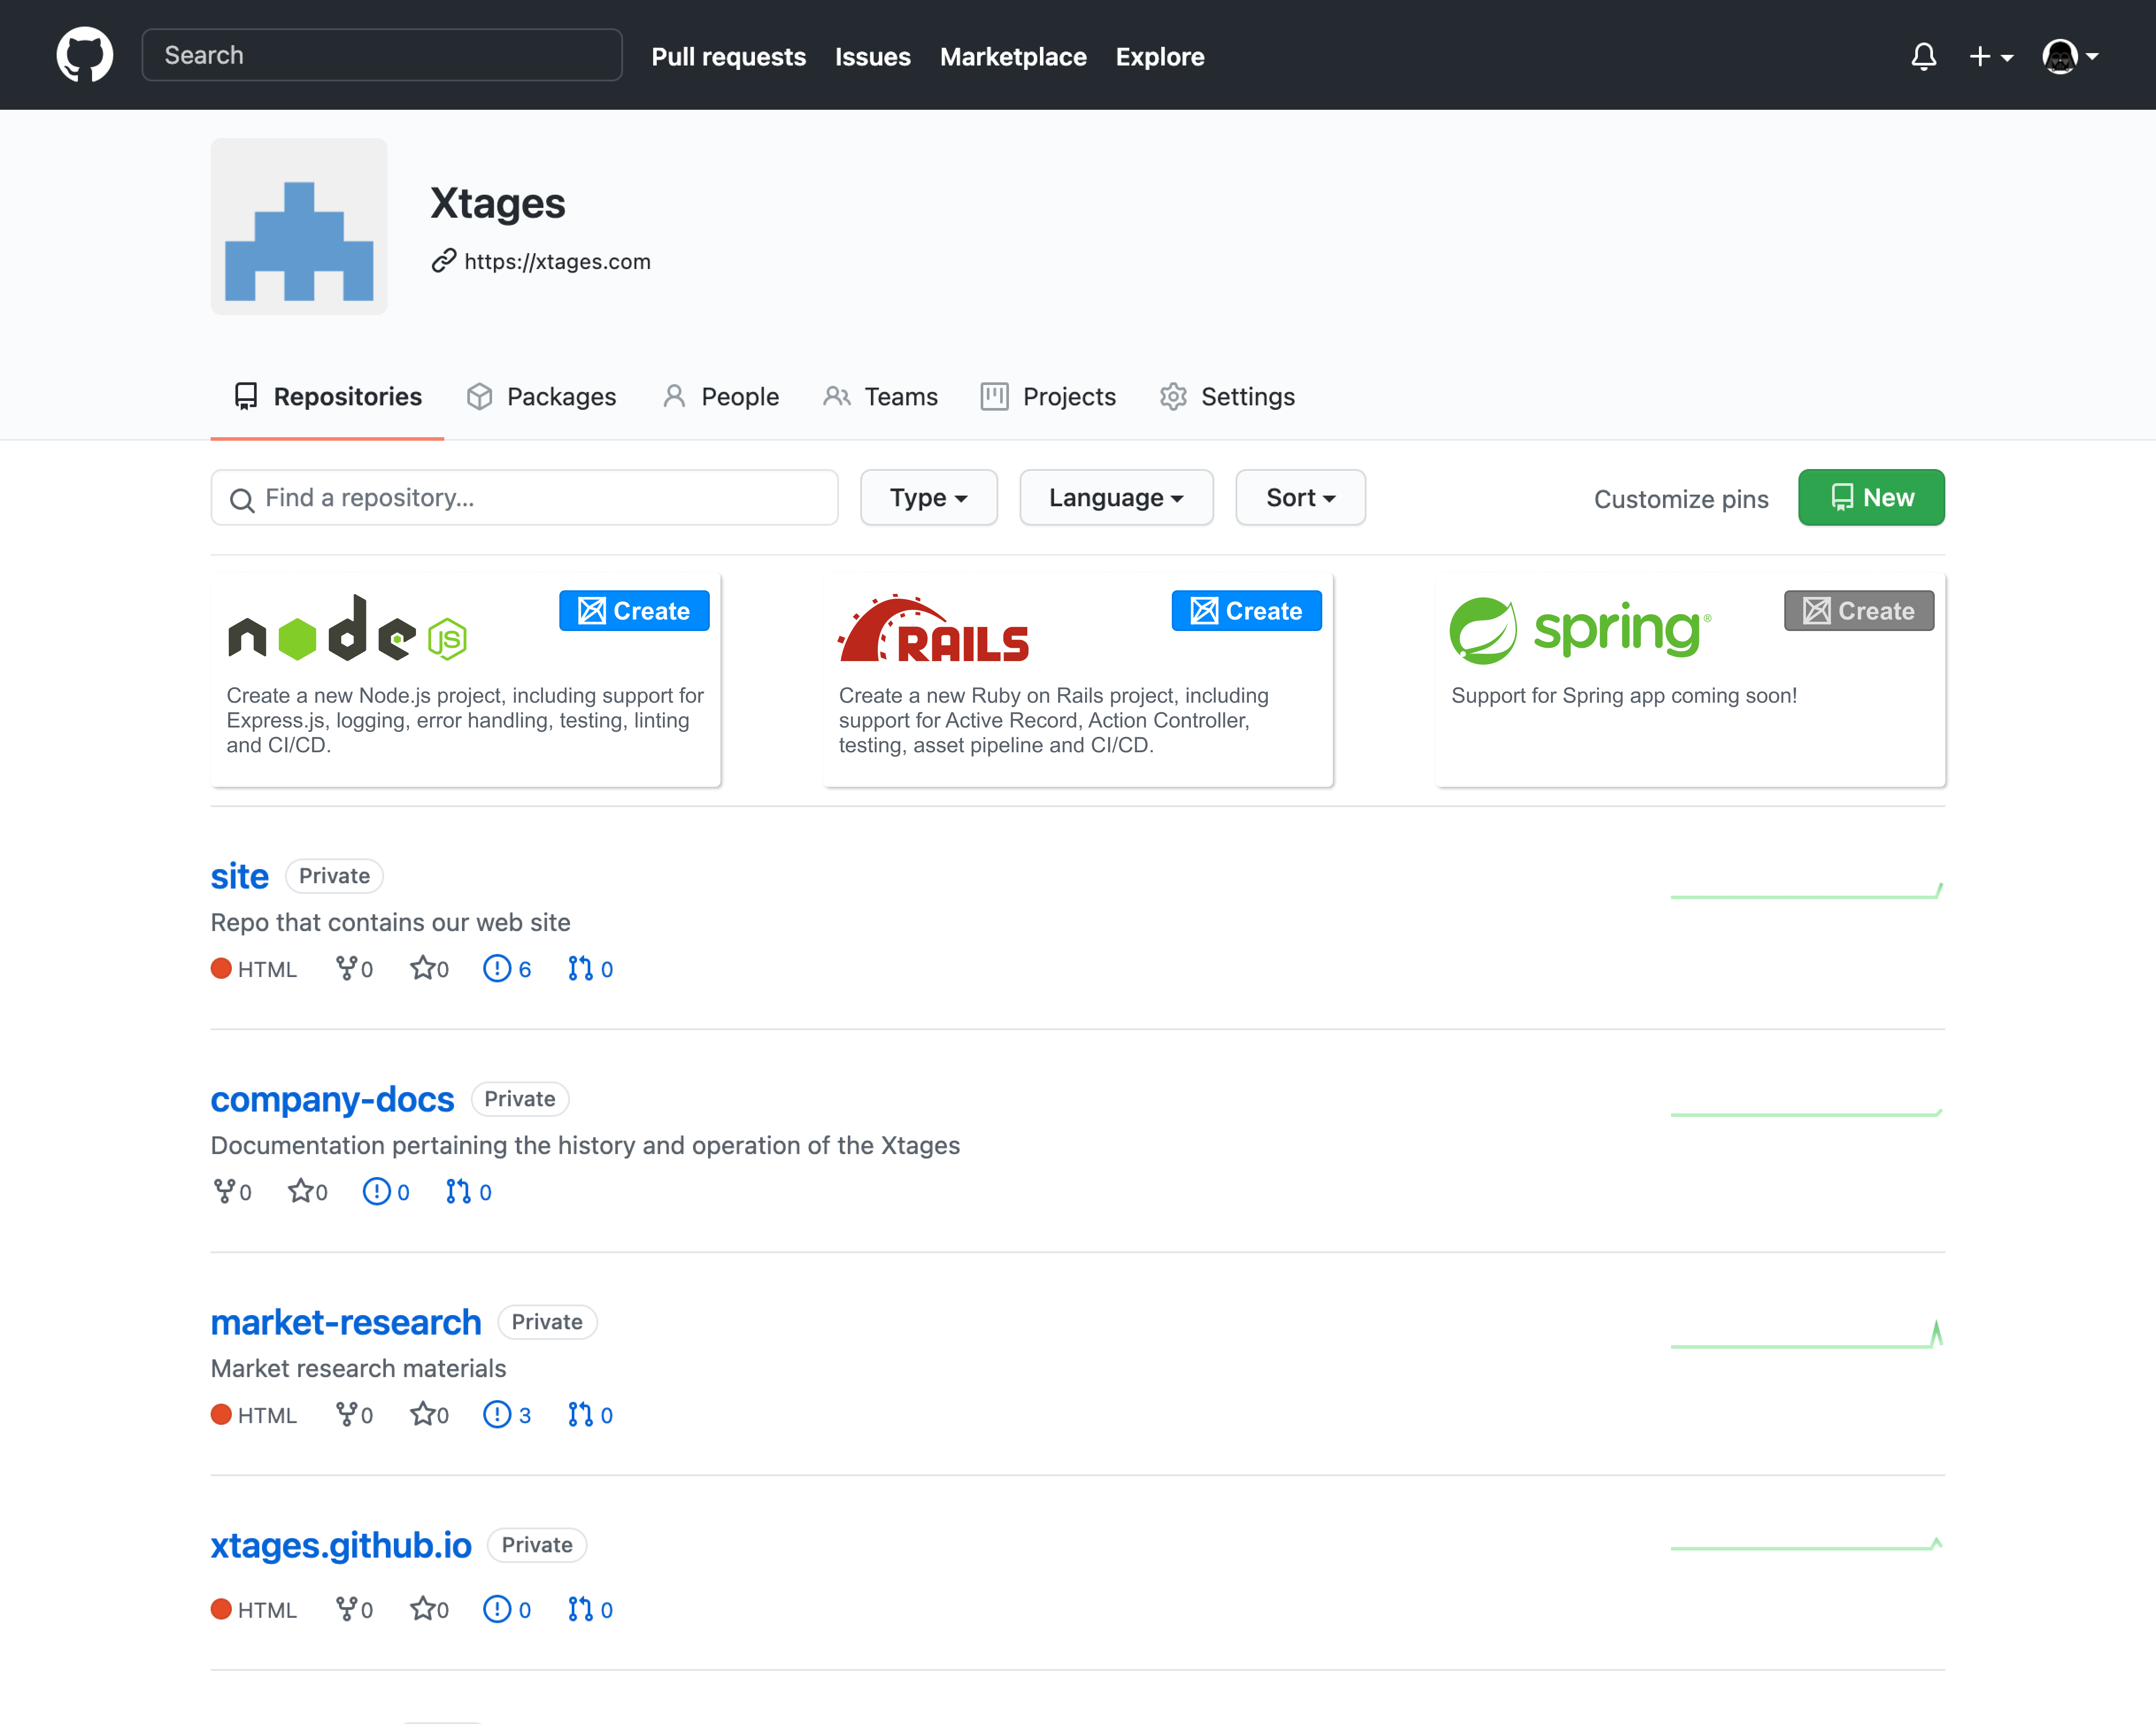 Search
Pull requests Issues Marketplace Explore
Xtages
https://xtages.com
Repositories Packages People Teams Projects Settings
Find a repository...
Type Language Sort
Customize pins New
node JS
Create
Create a new Node.js project, including support for
Express.js, logging, error handling, testing, linting
and CI/CD.
RAILS
Create
Create a new Ruby on Rails project, including
support for Active Record, Action Controller,
testing, asset pipeline and CI/CD.
spring®
Create
Support for Spring app coming soon!
site Private
Repo that contains our web site
HTML 0 0 6 0
company-docs Private
Documentation pertaining the history and operation of the Xtages
0 0 0 0
market-research Private
Market research materials
HTML 0 0 3 0
xtages.github.io Private
HTML 0 0 0 0